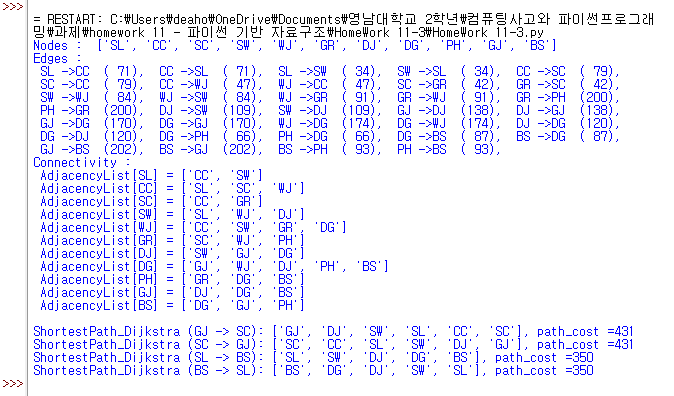 >>>
= RESTART: C:\Users\deaho\OneDrive\Documents\영남대학교 2학년\컴퓨팅사고와 파이썬프로그래
밍\과제\homework 11 - 파이썬 기반 자료구조\HomeWork 11-3\HomeWork 11-3.py
Nodes :  ['SL', 'CC', 'SC', 'SW', 'WJ', 'GR', 'DJ', 'DG', 'PH', 'GJ', 'BS']
Edges :
 SL ->CC  ( 71),  CC ->SL  ( 71),  SL ->SW  ( 34),  SW ->SL  ( 34),  CC ->SC  ( 79),
 SC ->CC  ( 79),  CC ->WJ  ( 47),  WJ ->CC  ( 47),  SC ->GR  ( 42),  GR ->SC  ( 42),
 SW ->WJ  ( 84),  WJ ->SW  ( 84),  WJ ->GR  ( 91),  GR ->WJ  ( 91),  GR ->PH  (200),
 PH ->GR  (200),  DJ ->SW  (109),  SW ->DJ  (109),  GJ ->DJ  (138),  DJ ->GJ  (138),
 GJ ->DG  (170),  DG ->GJ  (170),  WJ ->DG  (174),  DG ->WJ  (174),  DJ ->DG  (120),
 DG ->DJ  (120),  DG ->PH  ( 66),  PH ->DG  ( 66),  DG ->BS  ( 87),  BS ->DG  ( 87),
 GJ ->BS  (202),  BS ->GJ  (202),  BS ->PH  ( 93),  PH ->BS  ( 93),
Connectivity :
 AdjacencyList[SL] = ['CC', 'SW']
 AdjacencyList[CC] = ['SL', 'SC', 'WJ']
 AdjacencyList[SC] = ['CC', 'GR']
 AdjacencyList[SW] = ['SL', 'WJ', 'DJ']
 AdjacencyList[WJ] = ['CC', 'SW', 'GR', 'DG']
 AdjacencyList[GR] = ['SC', 'WJ', 'PH']
 AdjacencyList[DJ] = ['SW', 'GJ', 'DG']
 AdjacencyList[DG] = ['GJ', 'WJ', 'DJ', 'PH', 'BS']
 AdjacencyList[PH] = ['GR', 'DG', 'BS']
 AdjacencyList[GJ] = ['DJ', 'DG', 'BS']
 AdjacencyList[BS] = ['DG', 'GJ', 'PH']
ShortestPath_Dijkstra (GJ -> SC): ['GJ', 'DJ', 'SW', 'SL', 'CC', 'SC'], path_cost =431
ShortestPath_Dijkstra (SC -> GJ): ['SC', 'CC', 'SL', 'SW', 'DJ', 'GJ'], path_cost =431
ShortestPath_Dijkstra (SL -> BS): ['SL', 'SW', 'DJ', 'DG', 'BS'], path_cost =350
ShortestPath_Dijkstra (BS -> SL): ['BS', 'DG', 'DJ', 'SW', 'SL'], path_cost =350
>>>